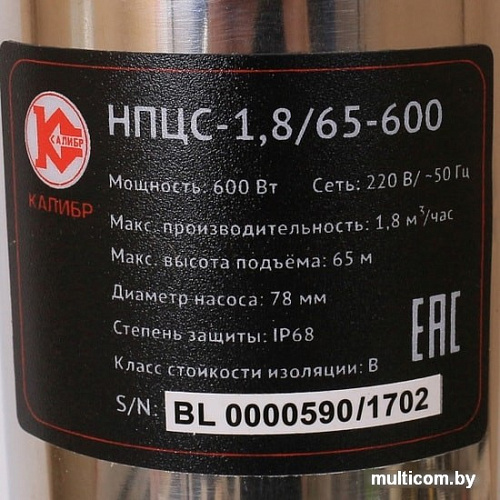 НПЦС-1,8/65-600
КАЛИБР
КАЛИБР
Мощность: 600 Вт Сеть: 220 В/ ~50 Гц
Макс. производительность: 1,8 м³/час
Макс. высота подъёма: 65 м
Диаметр насоса: 78 мм
Степень защиты: IP68
Класс стойкости изоляции: В
EAC
S/N: BL 0000590/1702
multicom.by